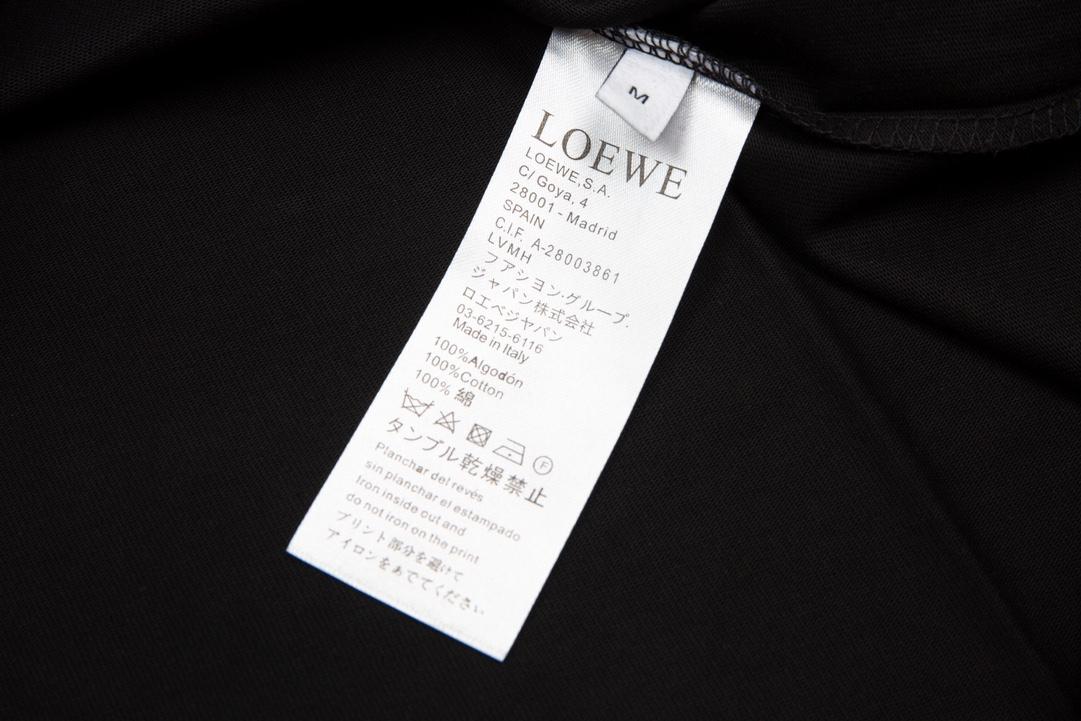 M
LOEWE
LOEWE,S.A.
C/ Goya, 4
28001 - Madrid
SPAIN
C.I.F. A-28003861
LVMH
フアシヨン.グループ.
ジャパン株式会社
ロエベジャパン
03-6215-6116
Made in Italy
100%Algodón
100%Cotton
100% 綿
F
タンブル乾燥禁止
Planchar del revés
sin planchar el estampado
Iron inside out and
do not iron on the print
プリント部分を避けて
アイロンをあでてください